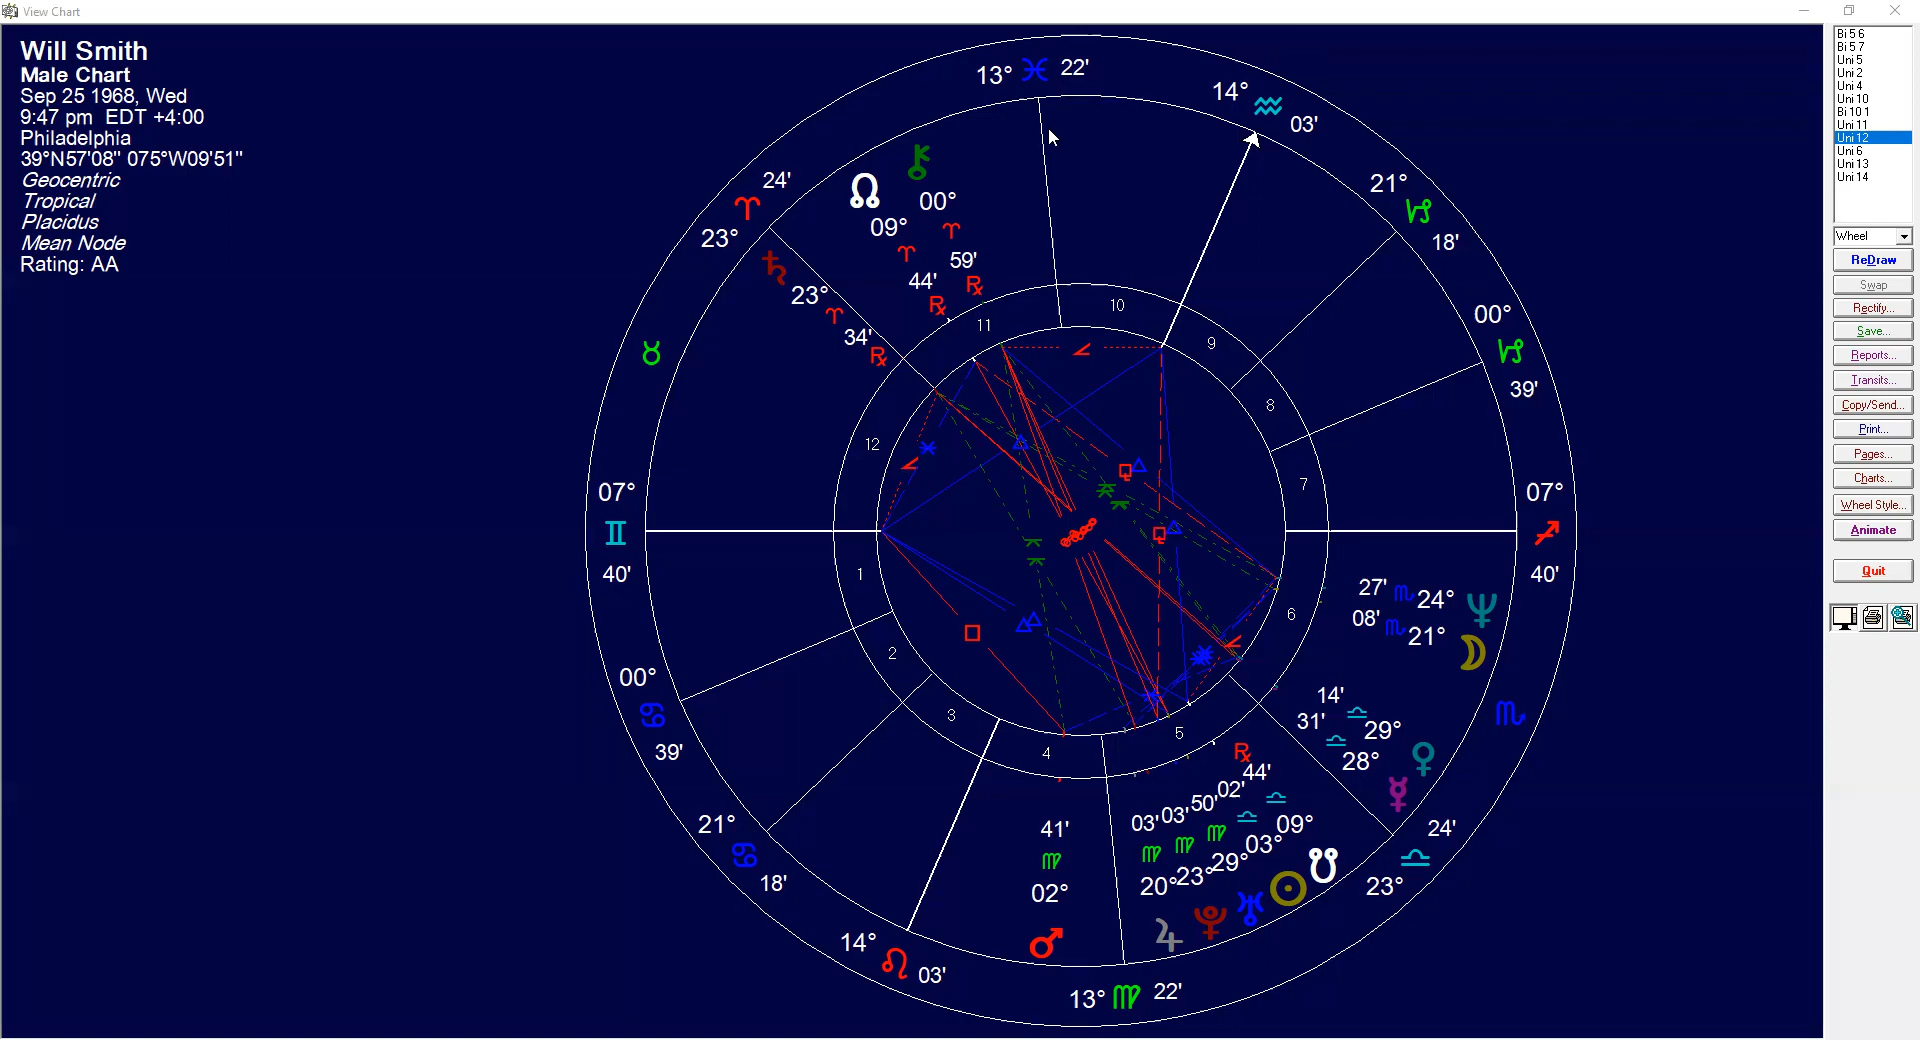 View Chart
Will Smith
Male Chart
Sep 25 1968, Wed
9:47 pm EDT +4:00
Philadelphia
39°N57'08" 075°W09'51"
Geocentric
Tropical
Placidus
Mean Node
Rating: AA
13° ♓ 22'
14° ♒ 03'
21° ♑ 18'
00° ♑ 39'
07° ♐ 40'
♏
23° ♎ 24'
13° ♍ 22'
14° ♌ 03'
21° ♋ 18'
00° ♋ 39'
07° ♊ 40'
♉
23° ♈ 24'
☊ 09° ♈ 44' ℞
⚷ 00° ♈ 59' ℞
♄ 23° ♈ 34' ℞
27' ♏ 24° ♆
08' ♏ 21° ☽
14' ♎ 29° ♀
31' ♎ 28° ☿
℞ 44' ♎ 09° ☋
02' ♎ 03° ☉
50' ♍ 29° ♅
03' ♍ 23° ♇
03' ♍ 20° ♃
41' ♍ 02° ♂
1
2
3
4
5
6
7
8
9
10
11
12
Bi 5 6
Bi 5 7
Uni 5
Uni 2
Uni 4
Uni 10
Bi 10 1
Uni 11
Uni 12
Uni 6
Uni 13
Uni 14
Wheel
ReDraw
Swap
Rectify...
Save...
Reports...
Transits...
Copy/Send...
Print...
Pages...
Charts...
Wheel Style...
Animate
Quit